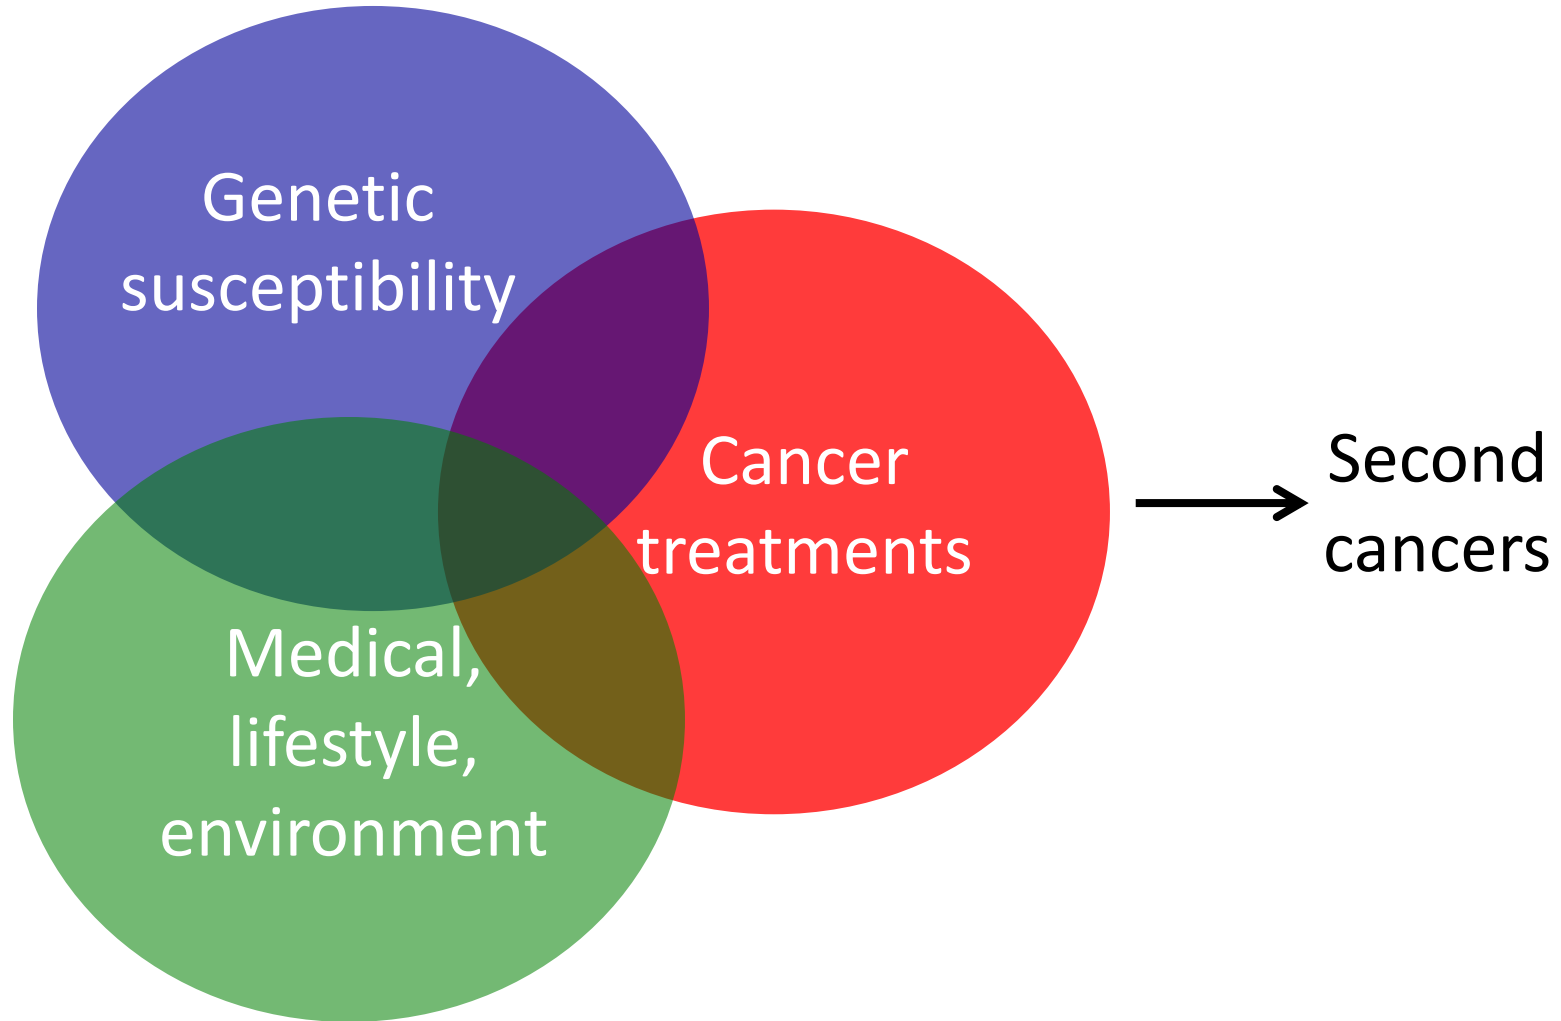 Genetic
susceptibility
Cancer
treatments
Second
cancers
Medical,
lifestyle,
environment